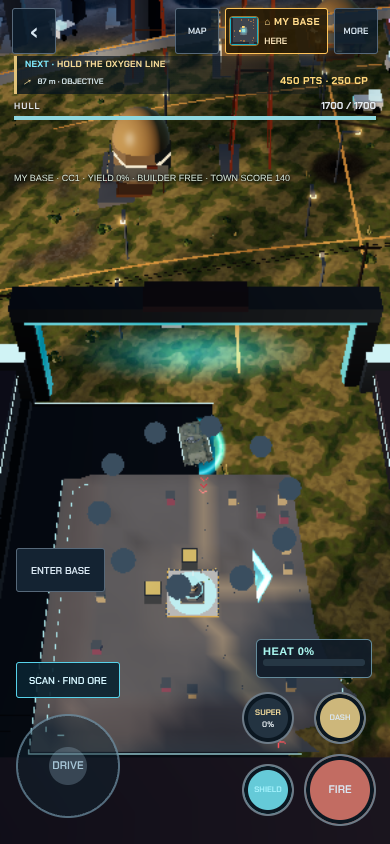 ‹
MAP
⌂ MY BASE
HERE
MORE
NEXT · HOLD THE OXYGEN LINE
87 m · OBJECTIVE
450 PTS · 250 CP
HULL
1700 / 1700
MY BASE · CC1 · YIELD 0% · BUILDER FREE · TOWN SCORE 140
ENTER BASE
HEAT 0%
SCAN · FIND ORE
SUPER
0%
DASH
DRIVE
SHIELD
FIRE